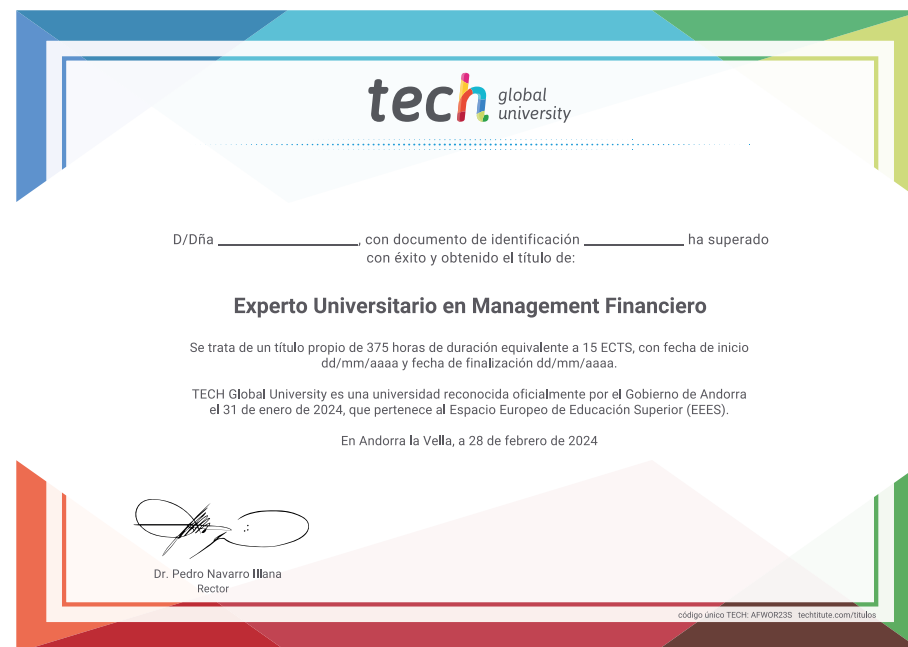 tech global university
D/Dña ______________, con documento de identificación __________ ha superado
con éxito y obtenido el título de:
Experto Universitario en Management Financiero
Se trata de un título propio de 375 horas de duración equivalente a 15 ECTS, con fecha de inicio
dd/mm/aaaa y fecha de finalización dd/mm/aaaa.
TECH Global University es una universidad reconocida oficialmente por el Gobierno de Andorra
el 31 de enero de 2024, que pertenece al Espacio Europeo de Educación Superior (EEES).
En Andorra la Vella, a 28 de febrero de 2024
Dr. Pedro Navarro Illana
Rector
código único TECH: AFWOR23S techtitute.com/titulos